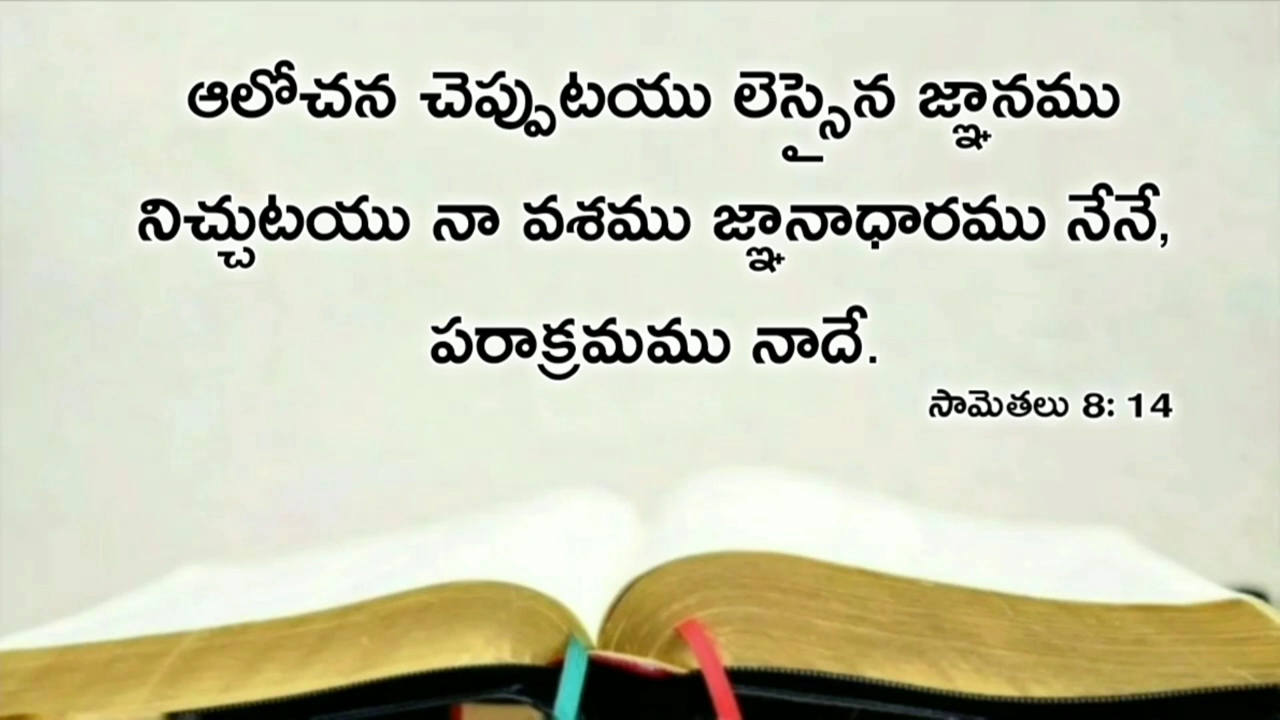 ఆలోచన చెప్పుటయు లెస్సైన జ్ఞానము
నిచ్చుటయు నా వశము జ్ఞానాధారము నేనే,
పరాక్రమము నాదే.
సామెతలు 8: 14